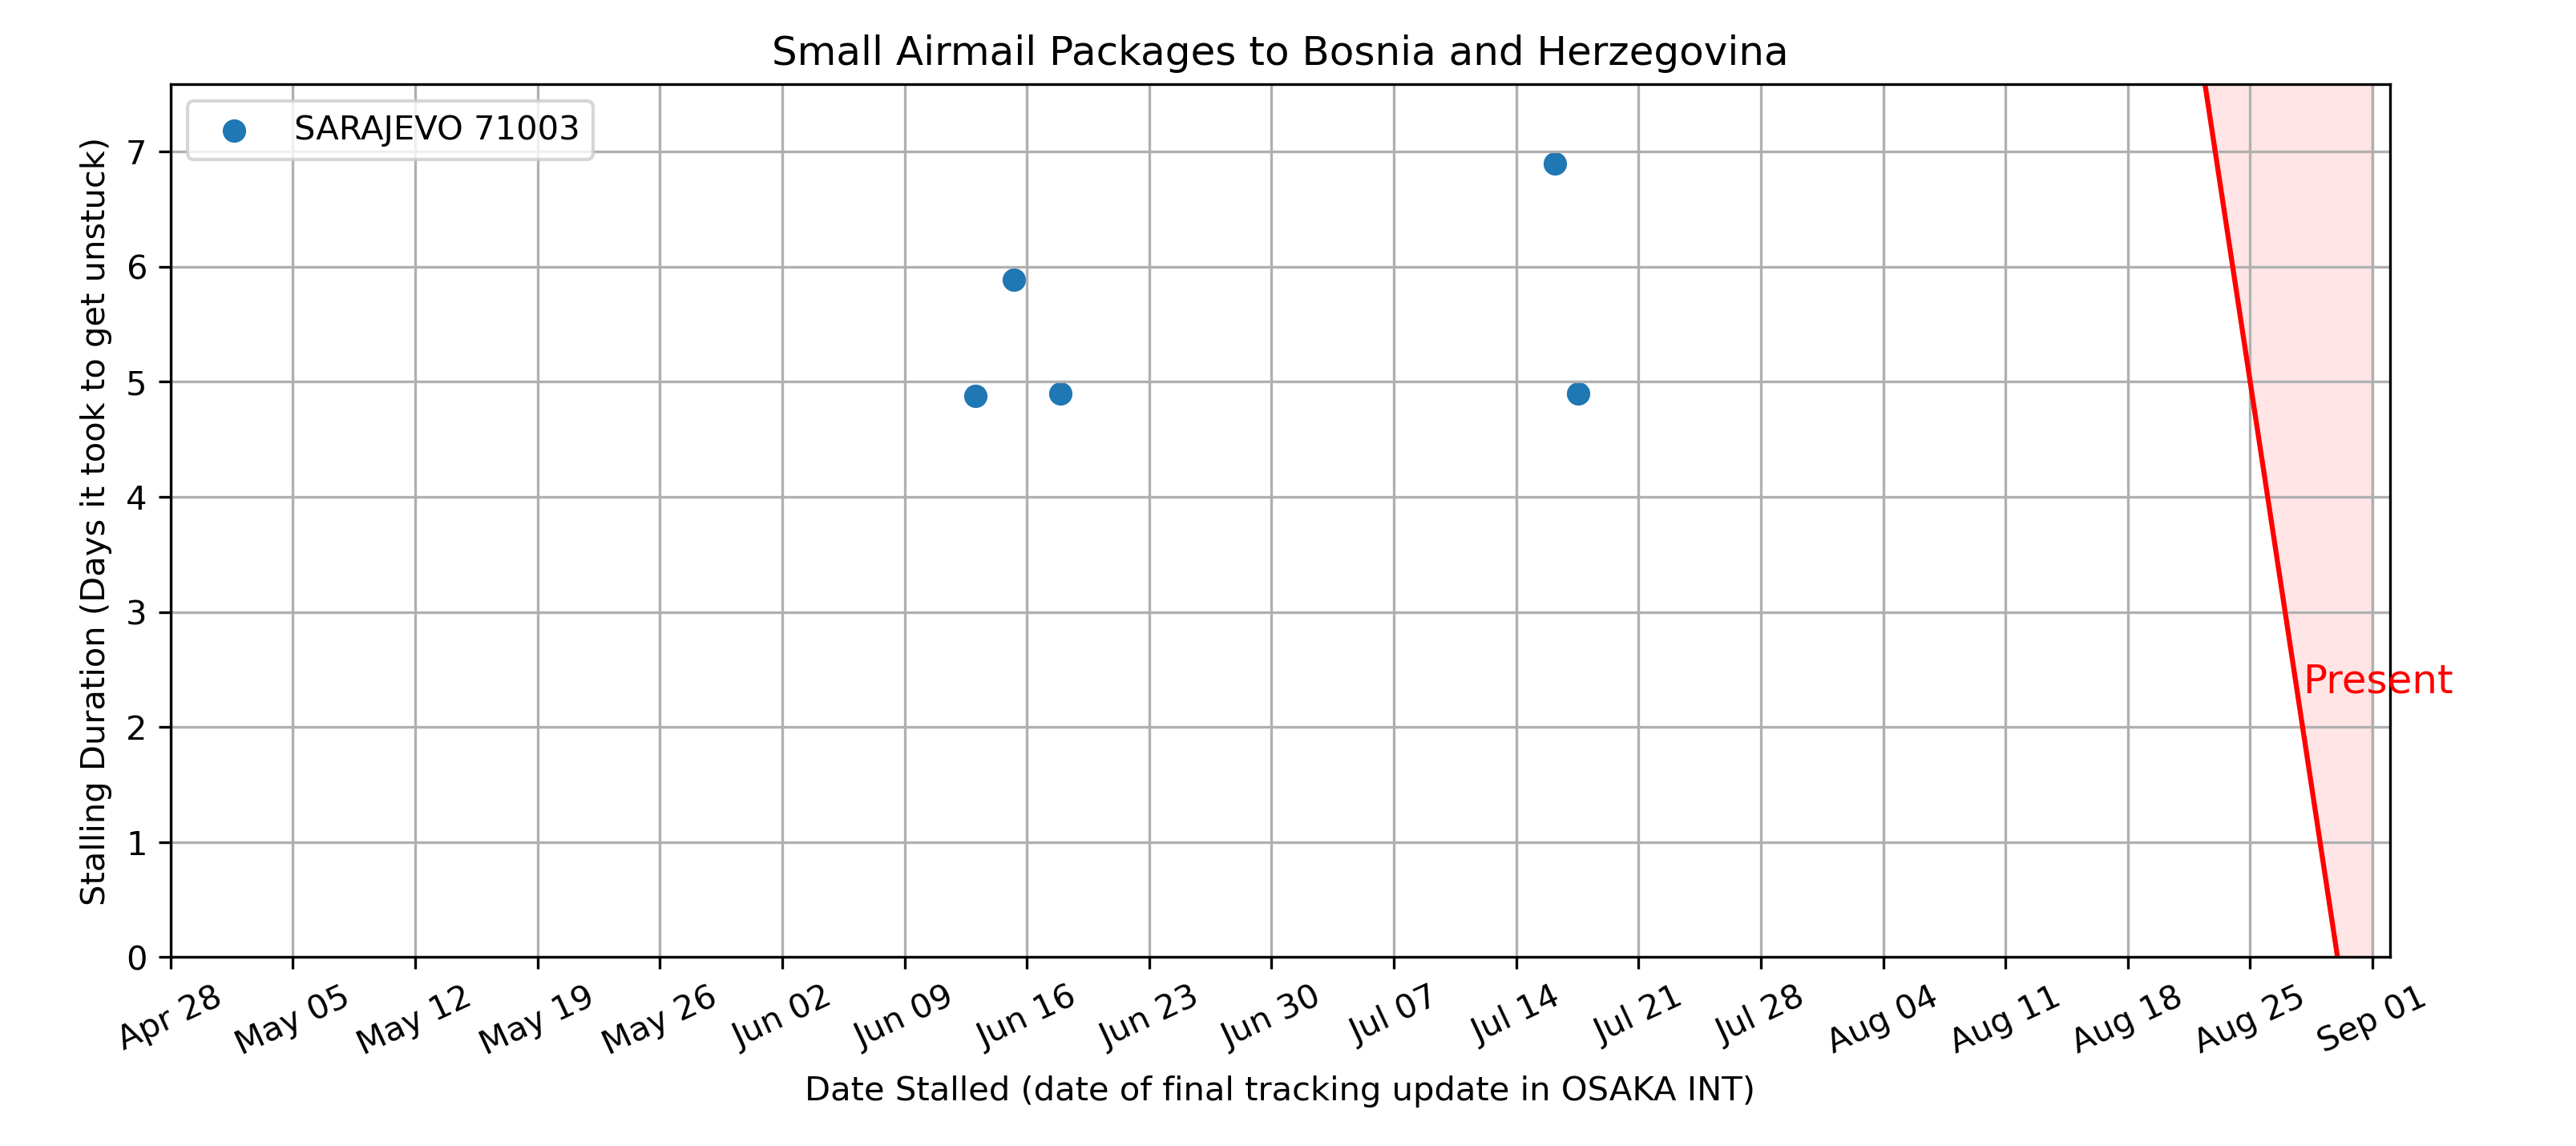 Small Airmail Packages to Bosnia and Herzegovina
SARAJEVO 71003
Stalling Duration (Days it took to get unstuck)
7
6
5
4
3
2
1
0
Present
Apr 28
May 05
May 12
May 19
May 26
Jun 02
Jun 09
Jun 16
Jun 23
Jun 30
Jul 07
Jul 14
Jul 21
Jul 28
Aug 04
Aug 11
Aug 18
Aug 25
Sep 01
Date Stalled (date of final tracking update in OSAKA INT)